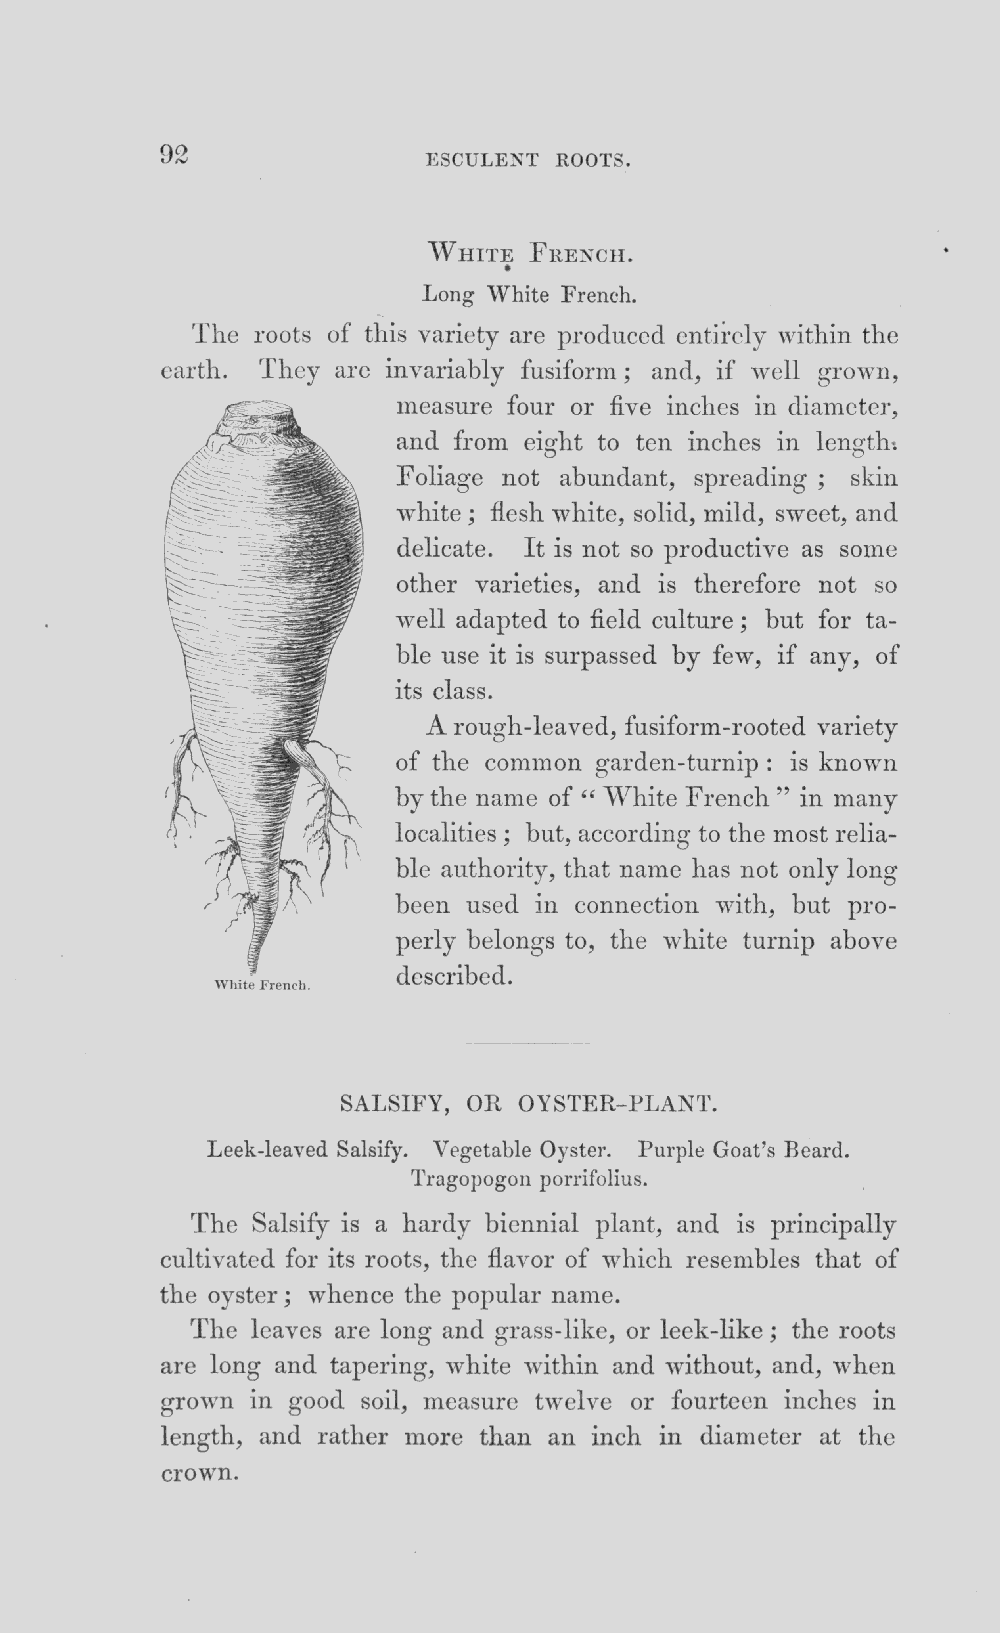 92
ESCULENT ROOTS.
WHITE FRENCH.
Long White French.
The roots of this variety are produced entirely within the
earth. They are invariably fusiform; and, if well grown,
measure four or five inches in diameter,
and from eight to ten inches in length.
Foliage not abundant, spreading; skin
white; flesh white, solid, mild, sweet, and
delicate. It is not so productive as some
other varieties, and is therefore not so
well adapted to field culture; but for ta-
ble use it is surpassed by few, if any, of
its class.
A rough-leaved, fusiform-rooted variety
of the common garden-turnip: is known
by the name of "White French" in many
localities; but, according to the most relia-
ble authority, that name has not only long
been used in connection with, but pro-
perly belongs to, the white turnip above
described.
White French.
SALSIFY, OR OYSTER-PLANT.
Leek-leaved Salsify. Vegetable Oyster. Purple Goat's Beard.
Tragopogon porrifolius.
The Salsify is a hardy biennial plant, and is principally
cultivated for its roots, the flavor of which resembles that of
the oyster; whence the popular name.
The leaves are long and grass-like, or leek-like; the roots
are long and tapering, white within and without, and, when
grown in good soil, measure twelve or fourteen inches in
length, and rather more than an inch in diameter at the
crown.